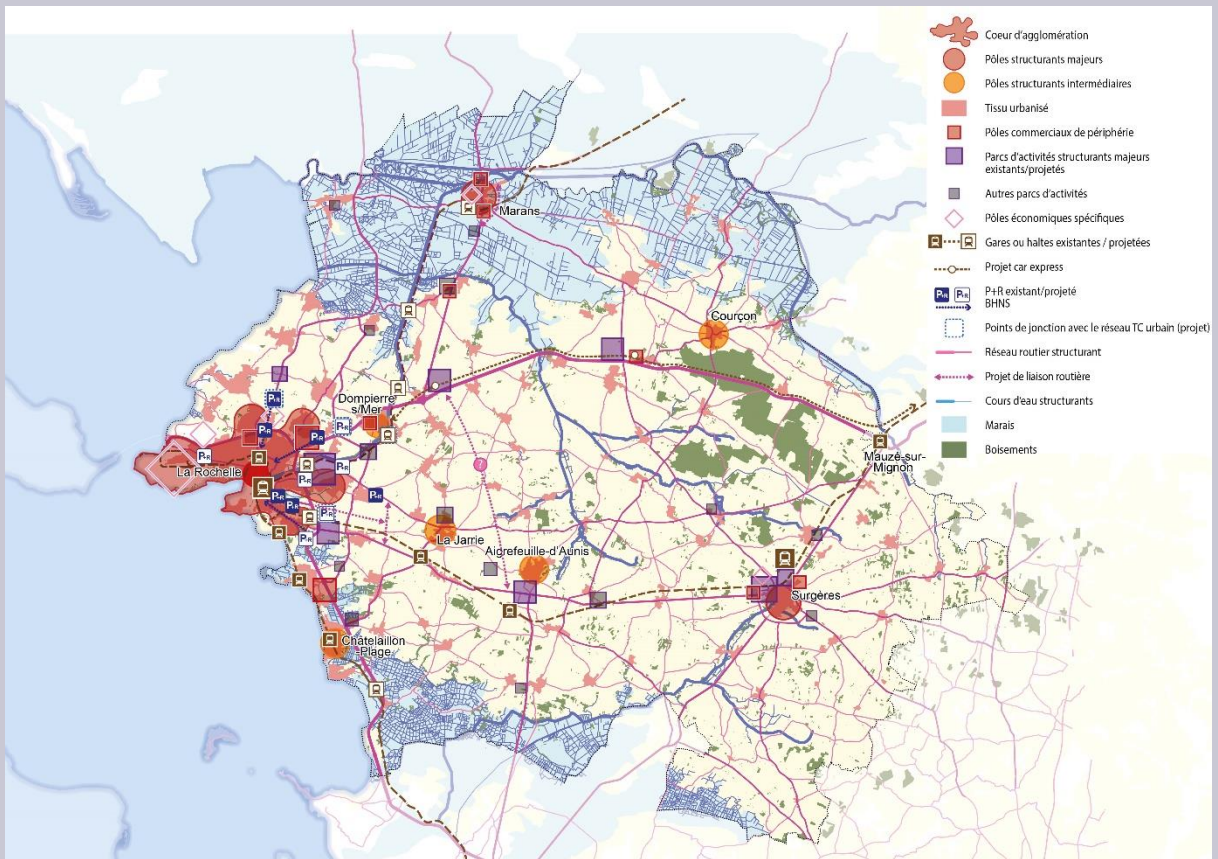 Coeur d'agglomération
Pôles structurants majeurs
Pôles structurants intermédiaires
Tissu urbanisé
Pôles commerciaux de périphérie
Parcs d'activités structurants majeurs
existants/projetés
Autres parcs d'activités
Pôles économiques spécifiques
Gares ou haltes existantes / projetées
Projet car express
P+R P+R
P+R existant/projeté
BHNS
Points de jonction avec le réseau TC urbain (projet)
Réseau routier structurant
Projet de liaison routière
Cours d'eau structurants
Marais
Boisements
Marans
Courçon
Dompierre
s/Mer
P+R
P+R
P+R
P+R
P+R
La Rochelle
P+R
P+R
Mauzé-sur-
Mignon
P+R
P+R
P+R
P+R
P+R
La Jarrie
Aigrefeuille-d'Aunis
Surgères
Châtelaillon
-Plage